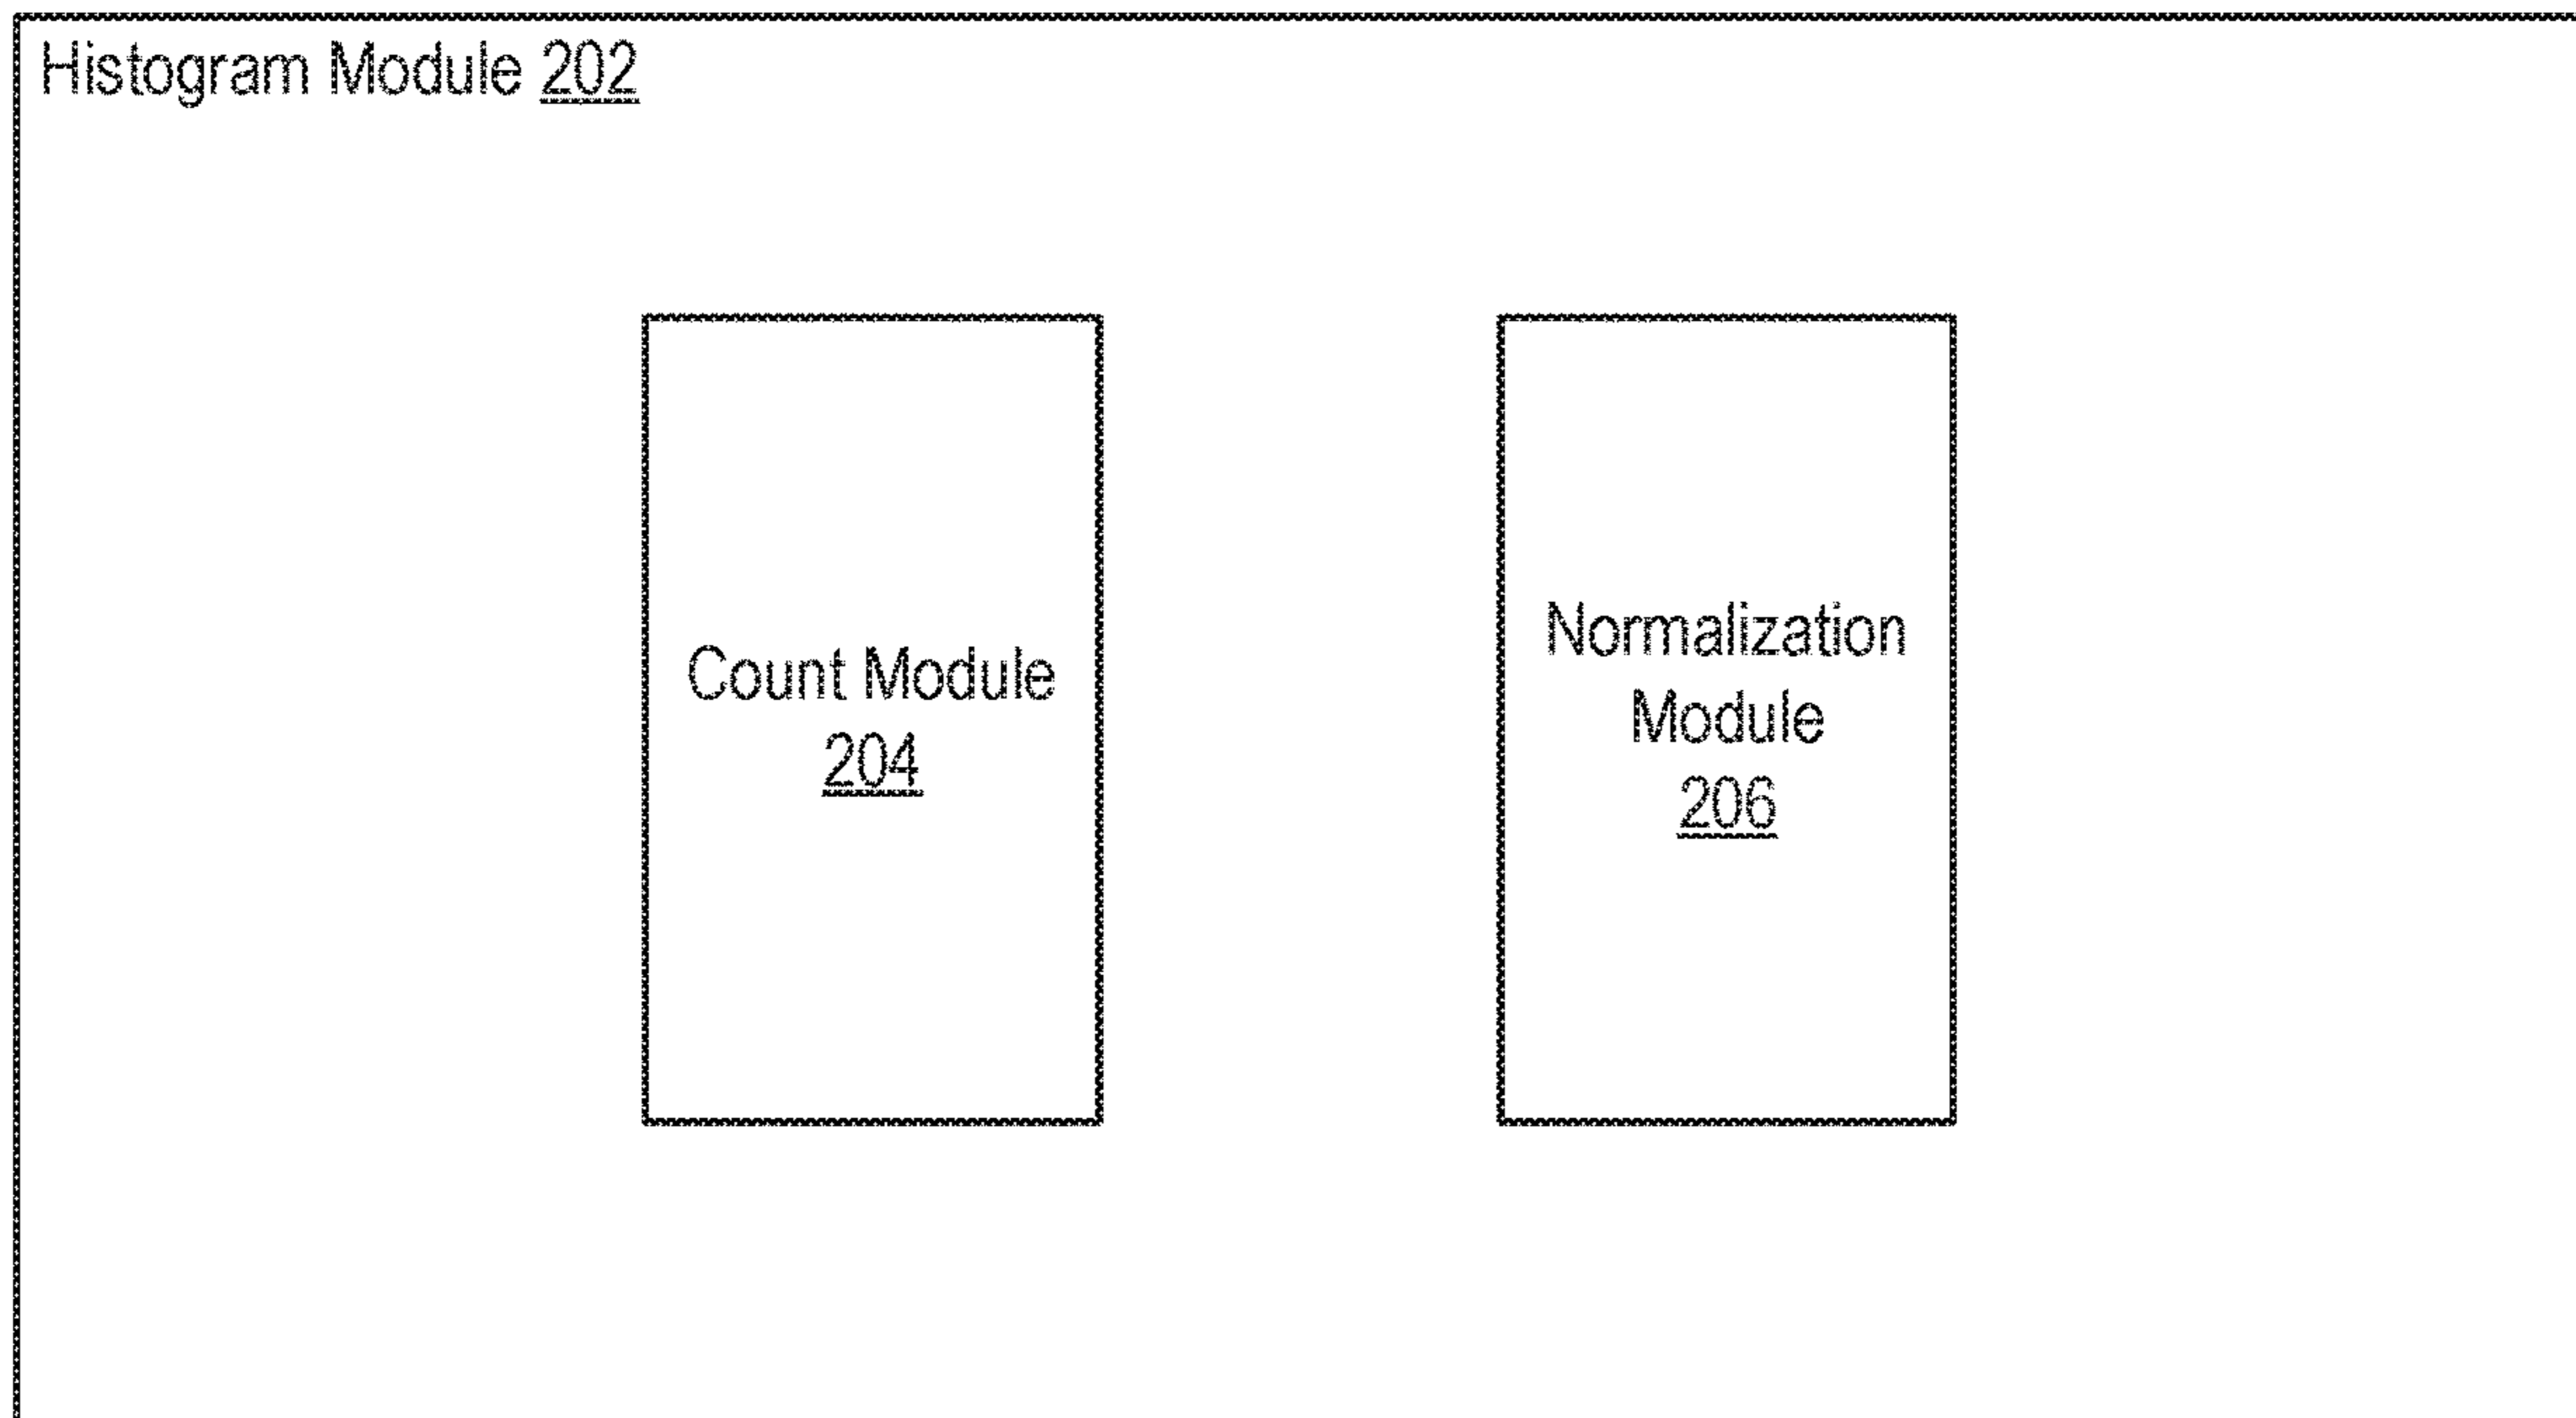 Histogram Module 202
Count Module
204
Normalization
Module
206